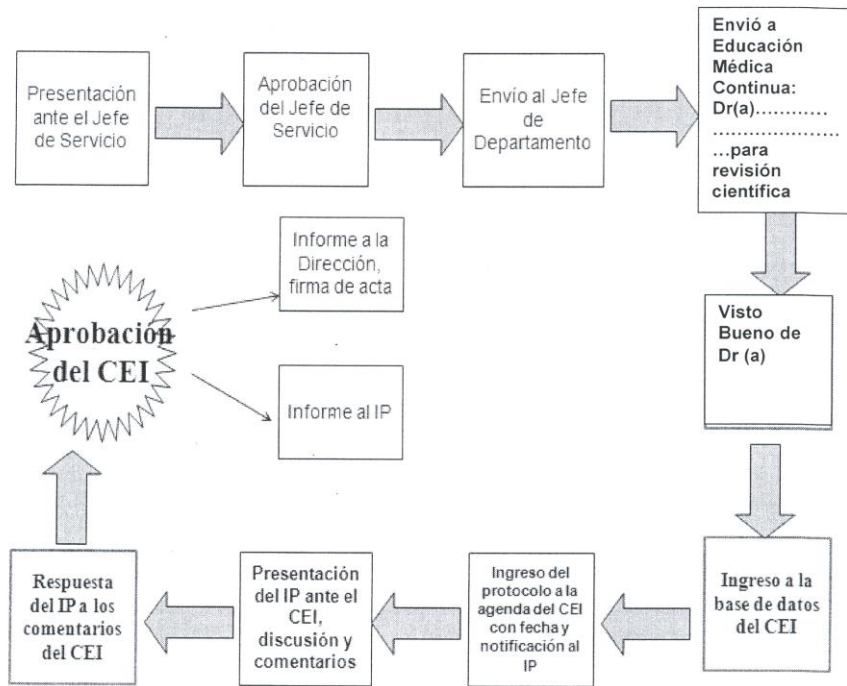 Presentación
ante el Jefe
de Servicio
Aprobación
del Jefe de
Servicio
Envío al Jefe
de
Departamento
Envió a
Educación
Médica
Continua:
Dr(a)............
.....................
...para
revisión
científica
Visto
Bueno de
Dr (a)
Ingreso a la
base de datos
del CEI
Ingreso del
protocolo a la
agenda del CEI
con fecha y
notificación al
IP
Presentación
del IP ante el
CEI,
discusión y
comentarios
Respuesta
del IP a los
comentarios
del CEI
Aprobación
del CEI
Informe a la
Dirección,
firma de acta
Informe al IP